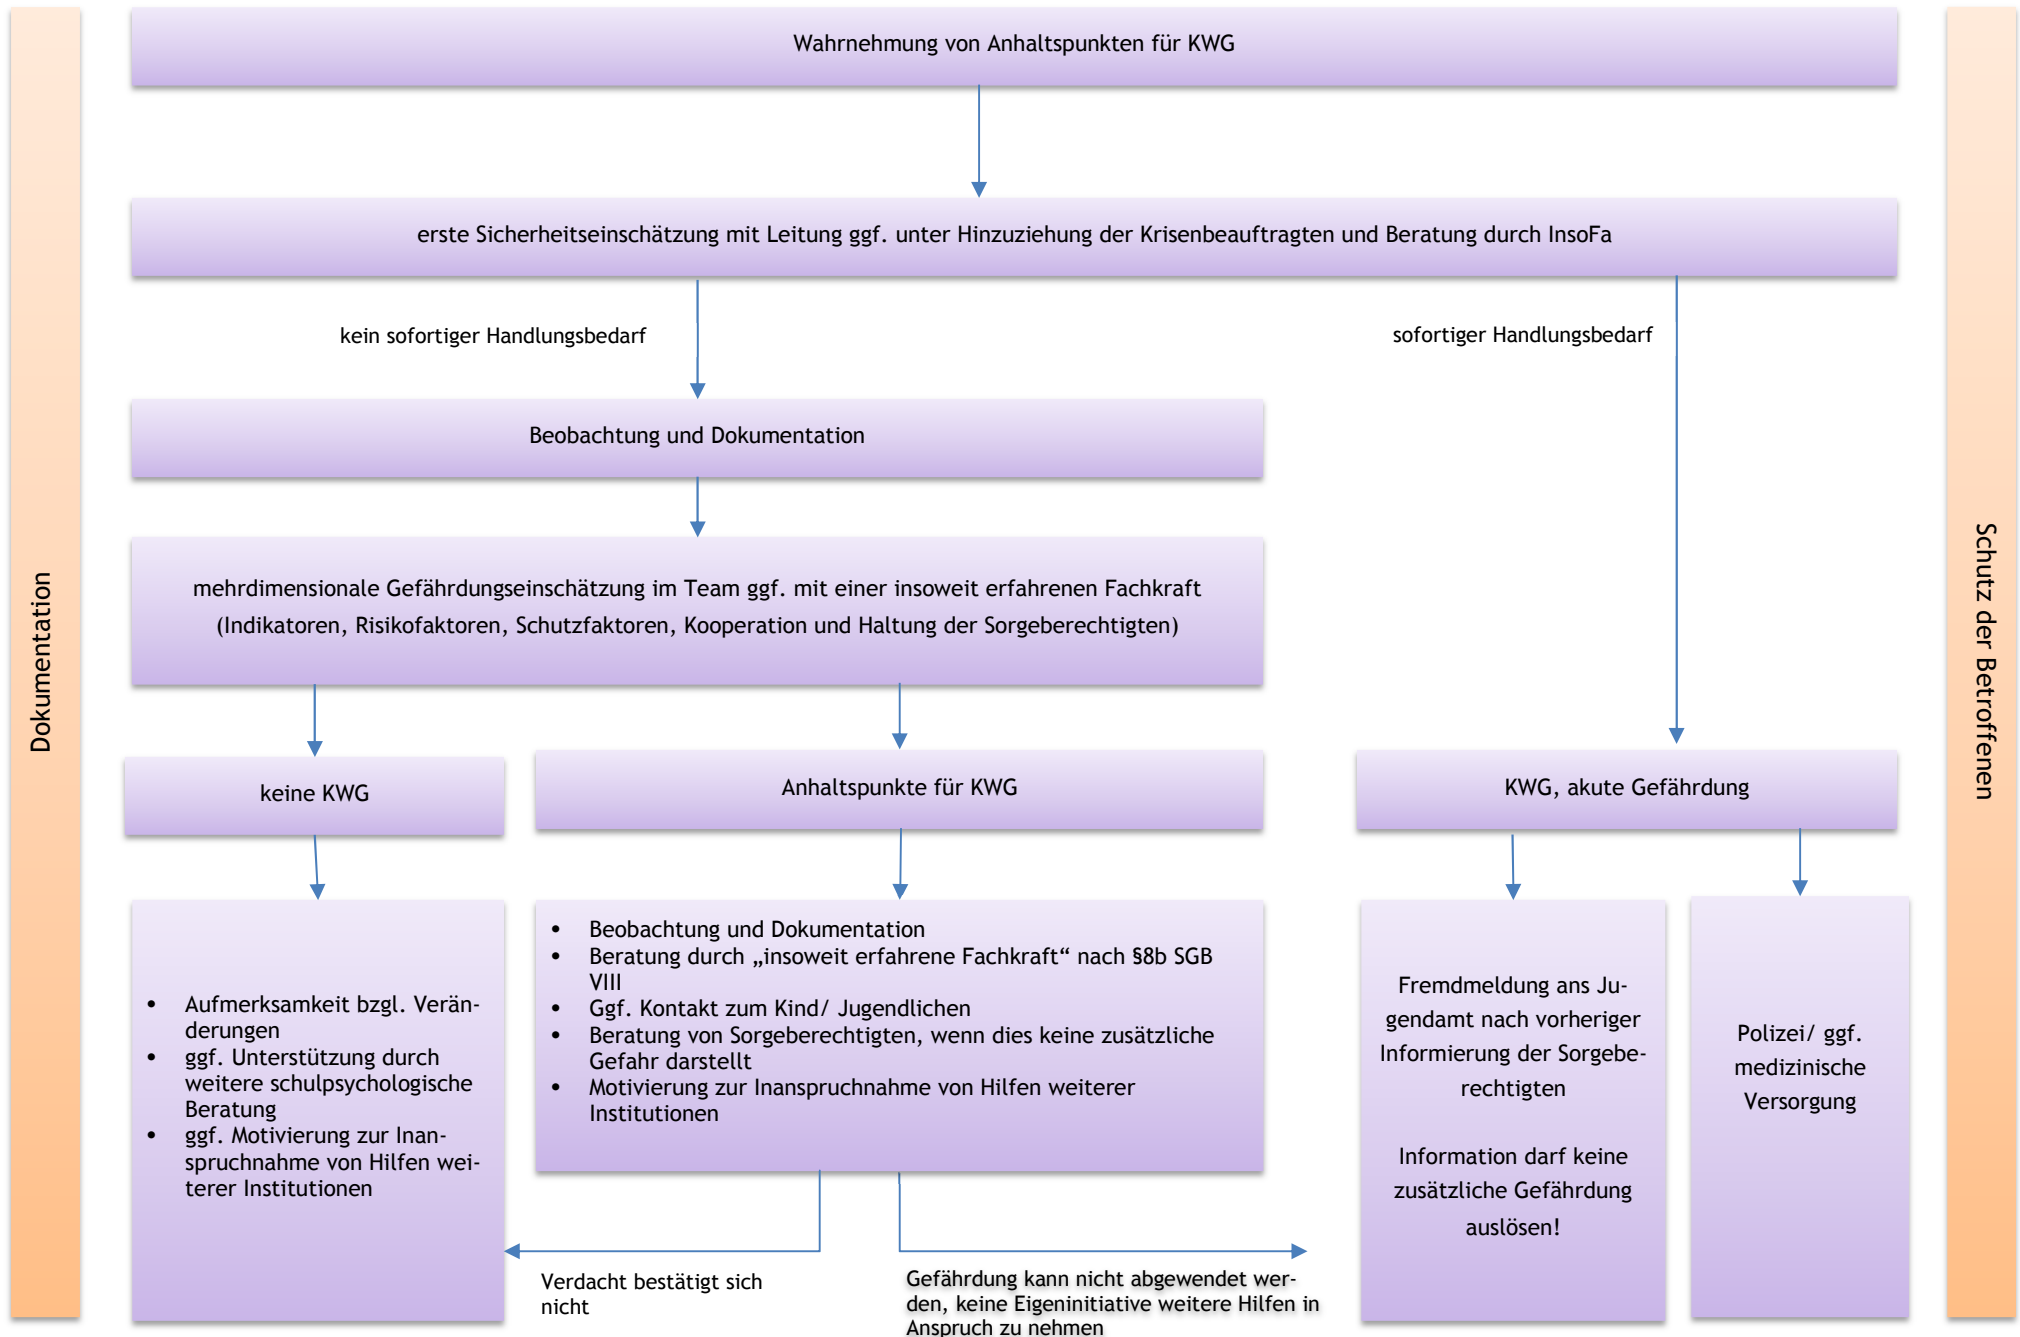 Wahrnehmung von Anhaltspunkten für KWG
erste Sicherheitseinschätzung mit Leitung ggf. unter Hinzuziehung der Krisenbeauftragten und Beratung durch InsoFa
kein sofortiger Handlungsbedarf
sofortiger Handlungsbedarf
Beobachtung und Dokumentation
mehrdimensionale Gefährdungseinschätzung im Team ggf. mit einer insoweit erfahrenen Fachkraft
(Indikatoren, Risikofaktoren, Schutzfaktoren, Kooperation und Haltung der Sorgeberechtigten)
Dokumentation
Schutz der Betroffenen
keine KWG
Anhaltspunkte für KWG
KWG, akute Gefährdung
• Aufmerksamkeit bzgl. Verän-
derungen
• ggf. Unterstützung durch
weitere schulpsychologische
Beratung
• ggf. Motivierung zur Inan-
spruchnahme von Hilfen wei-
terer Institutionen
• Beobachtung und Dokumentation
• Beratung durch „insoweit erfahrene Fachkraft“ nach §8b SGB
VIII
• Ggf. Kontakt zum Kind/ Jugendlichen
• Beratung von Sorgeberechtigten, wenn dies keine zusätzliche
Gefahr darstellt
• Motivierung zur Inanspruchnahme von Hilfen weiterer
Institutionen
Fremdmeldung ans Ju-
gendamt nach vorheriger
Informierung der Sorgebe-
rechtigten
Information darf keine
zusätzliche Gefährdung
auslösen!
Polizei/ ggf.
medizinische
Versorgung
Verdacht bestätigt sich
nicht
Gefährdung kann nicht abgewendet wer-
den, keine Eigeninitiative weitere Hilfen in
Anspruch zu nehmen